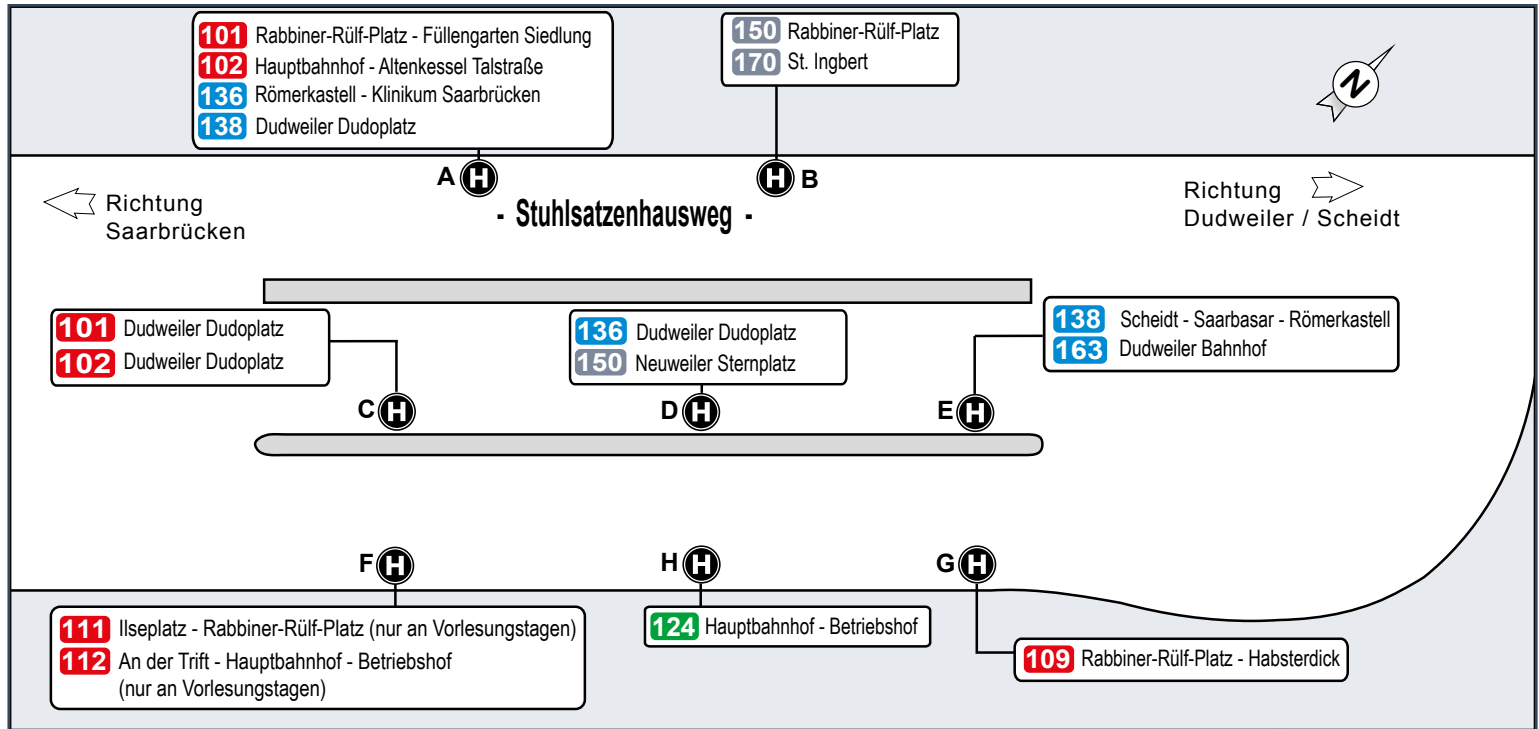 101 Rabbiner-Rülf-Platz - Füllengarten Siedlung
102 Hauptbahnhof - Altenkessel Talstraße
136 Römerkastell - Klinikum Saarbrücken
138 Dudweiler Dudoplatz
150 Rabbiner-Rülf-Platz
170 St. Ingbert
N
A H
H B
Richtung
Saarbrücken
- Stuhlsatzenhausweg -
Richtung
Dudweiler / Scheidt
101 Dudweiler Dudoplatz
102 Dudweiler Dudoplatz
136 Dudweiler Dudoplatz
150 Neuweiler Sternplatz
138 Scheidt - Saarbasar - Römerkastell
163 Dudweiler Bahnhof
C H
D H
E H
F H
H H
G H
111 Ilseplatz - Rabbiner-Rülf-Platz (nur an Vorlesungstagen)
112 An der Trift - Hauptbahnhof - Betriebshof
(nur an Vorlesungstagen)
124 Hauptbahnhof - Betriebshof
109 Rabbiner-Rülf-Platz - Habsterdick